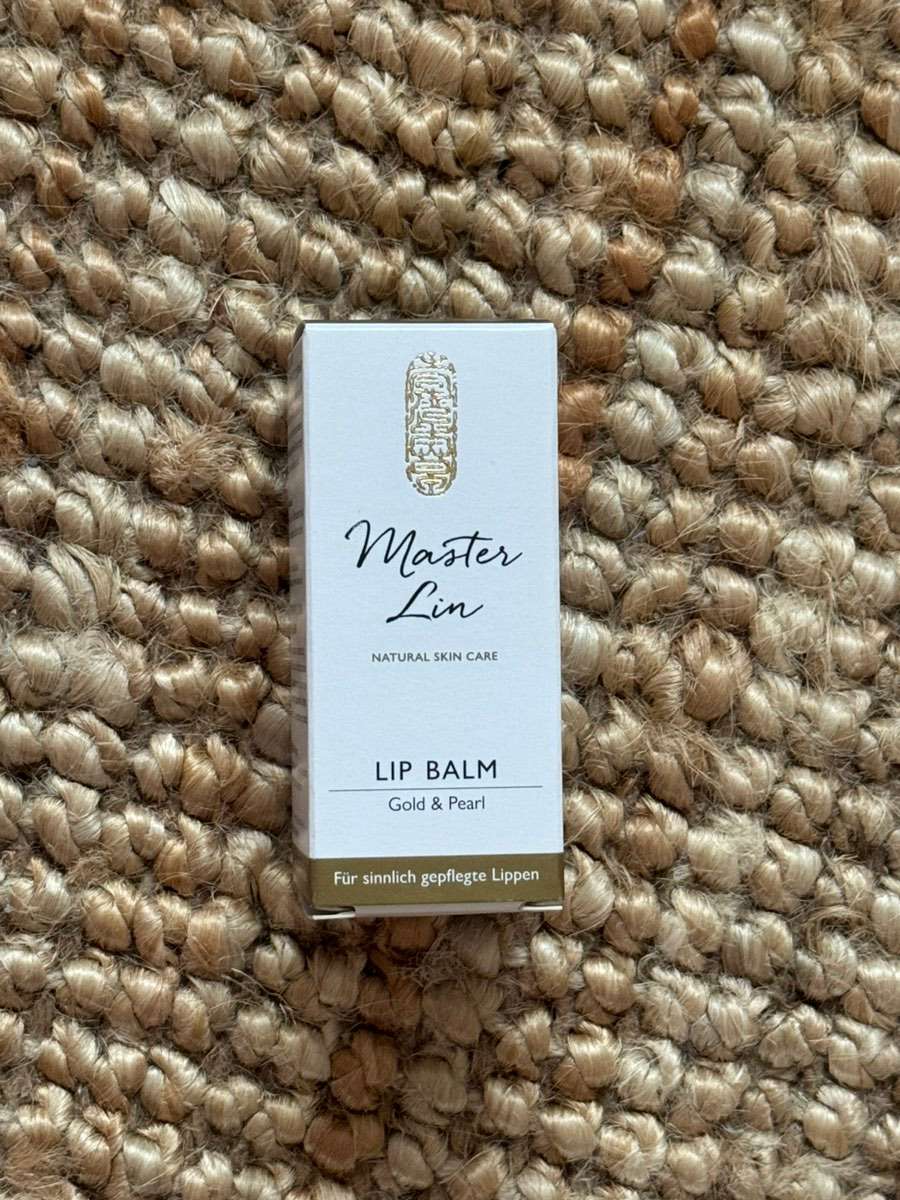 Master
Lin
NATURAL SKIN CARE
LIP BALM
Gold & Pearl
Für sinnlich gepflegte Lippen